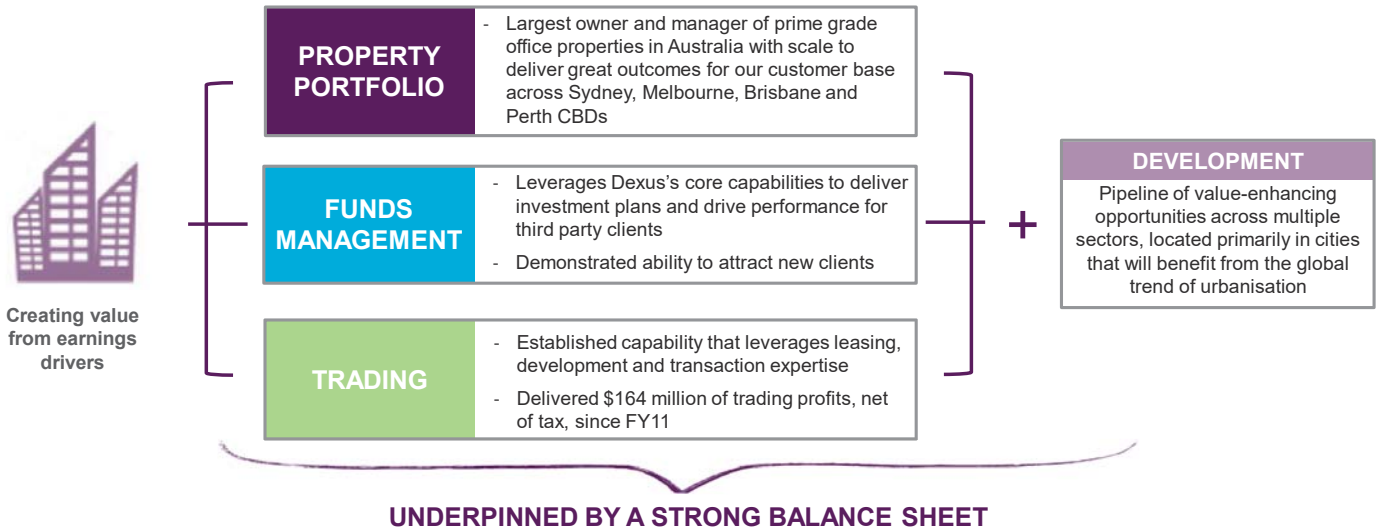 Creating value
from earnings
drivers
PROPERTY
PORTFOLIO
- Largest owner and manager of prime grade
office properties in Australia with scale to
deliver great outcomes for our customer base
across Sydney, Melbourne, Brisbane and
Perth CBDs
FUNDS
MANAGEMENT
- Leverages Dexus's core capabilities to deliver
investment plans and drive performance for
third party clients
- Demonstrated ability to attract new clients
TRADING
- Established capability that leverages leasing,
development and transaction expertise
- Delivered $164 million of trading profits, net
of tax, since FY11
+
DEVELOPMENT
Pipeline of value-enhancing
opportunities across multiple
sectors, located primarily in cities
that will benefit from the global
trend of urbanisation
UNDERPINNED BY A STRONG BALANCE SHEET